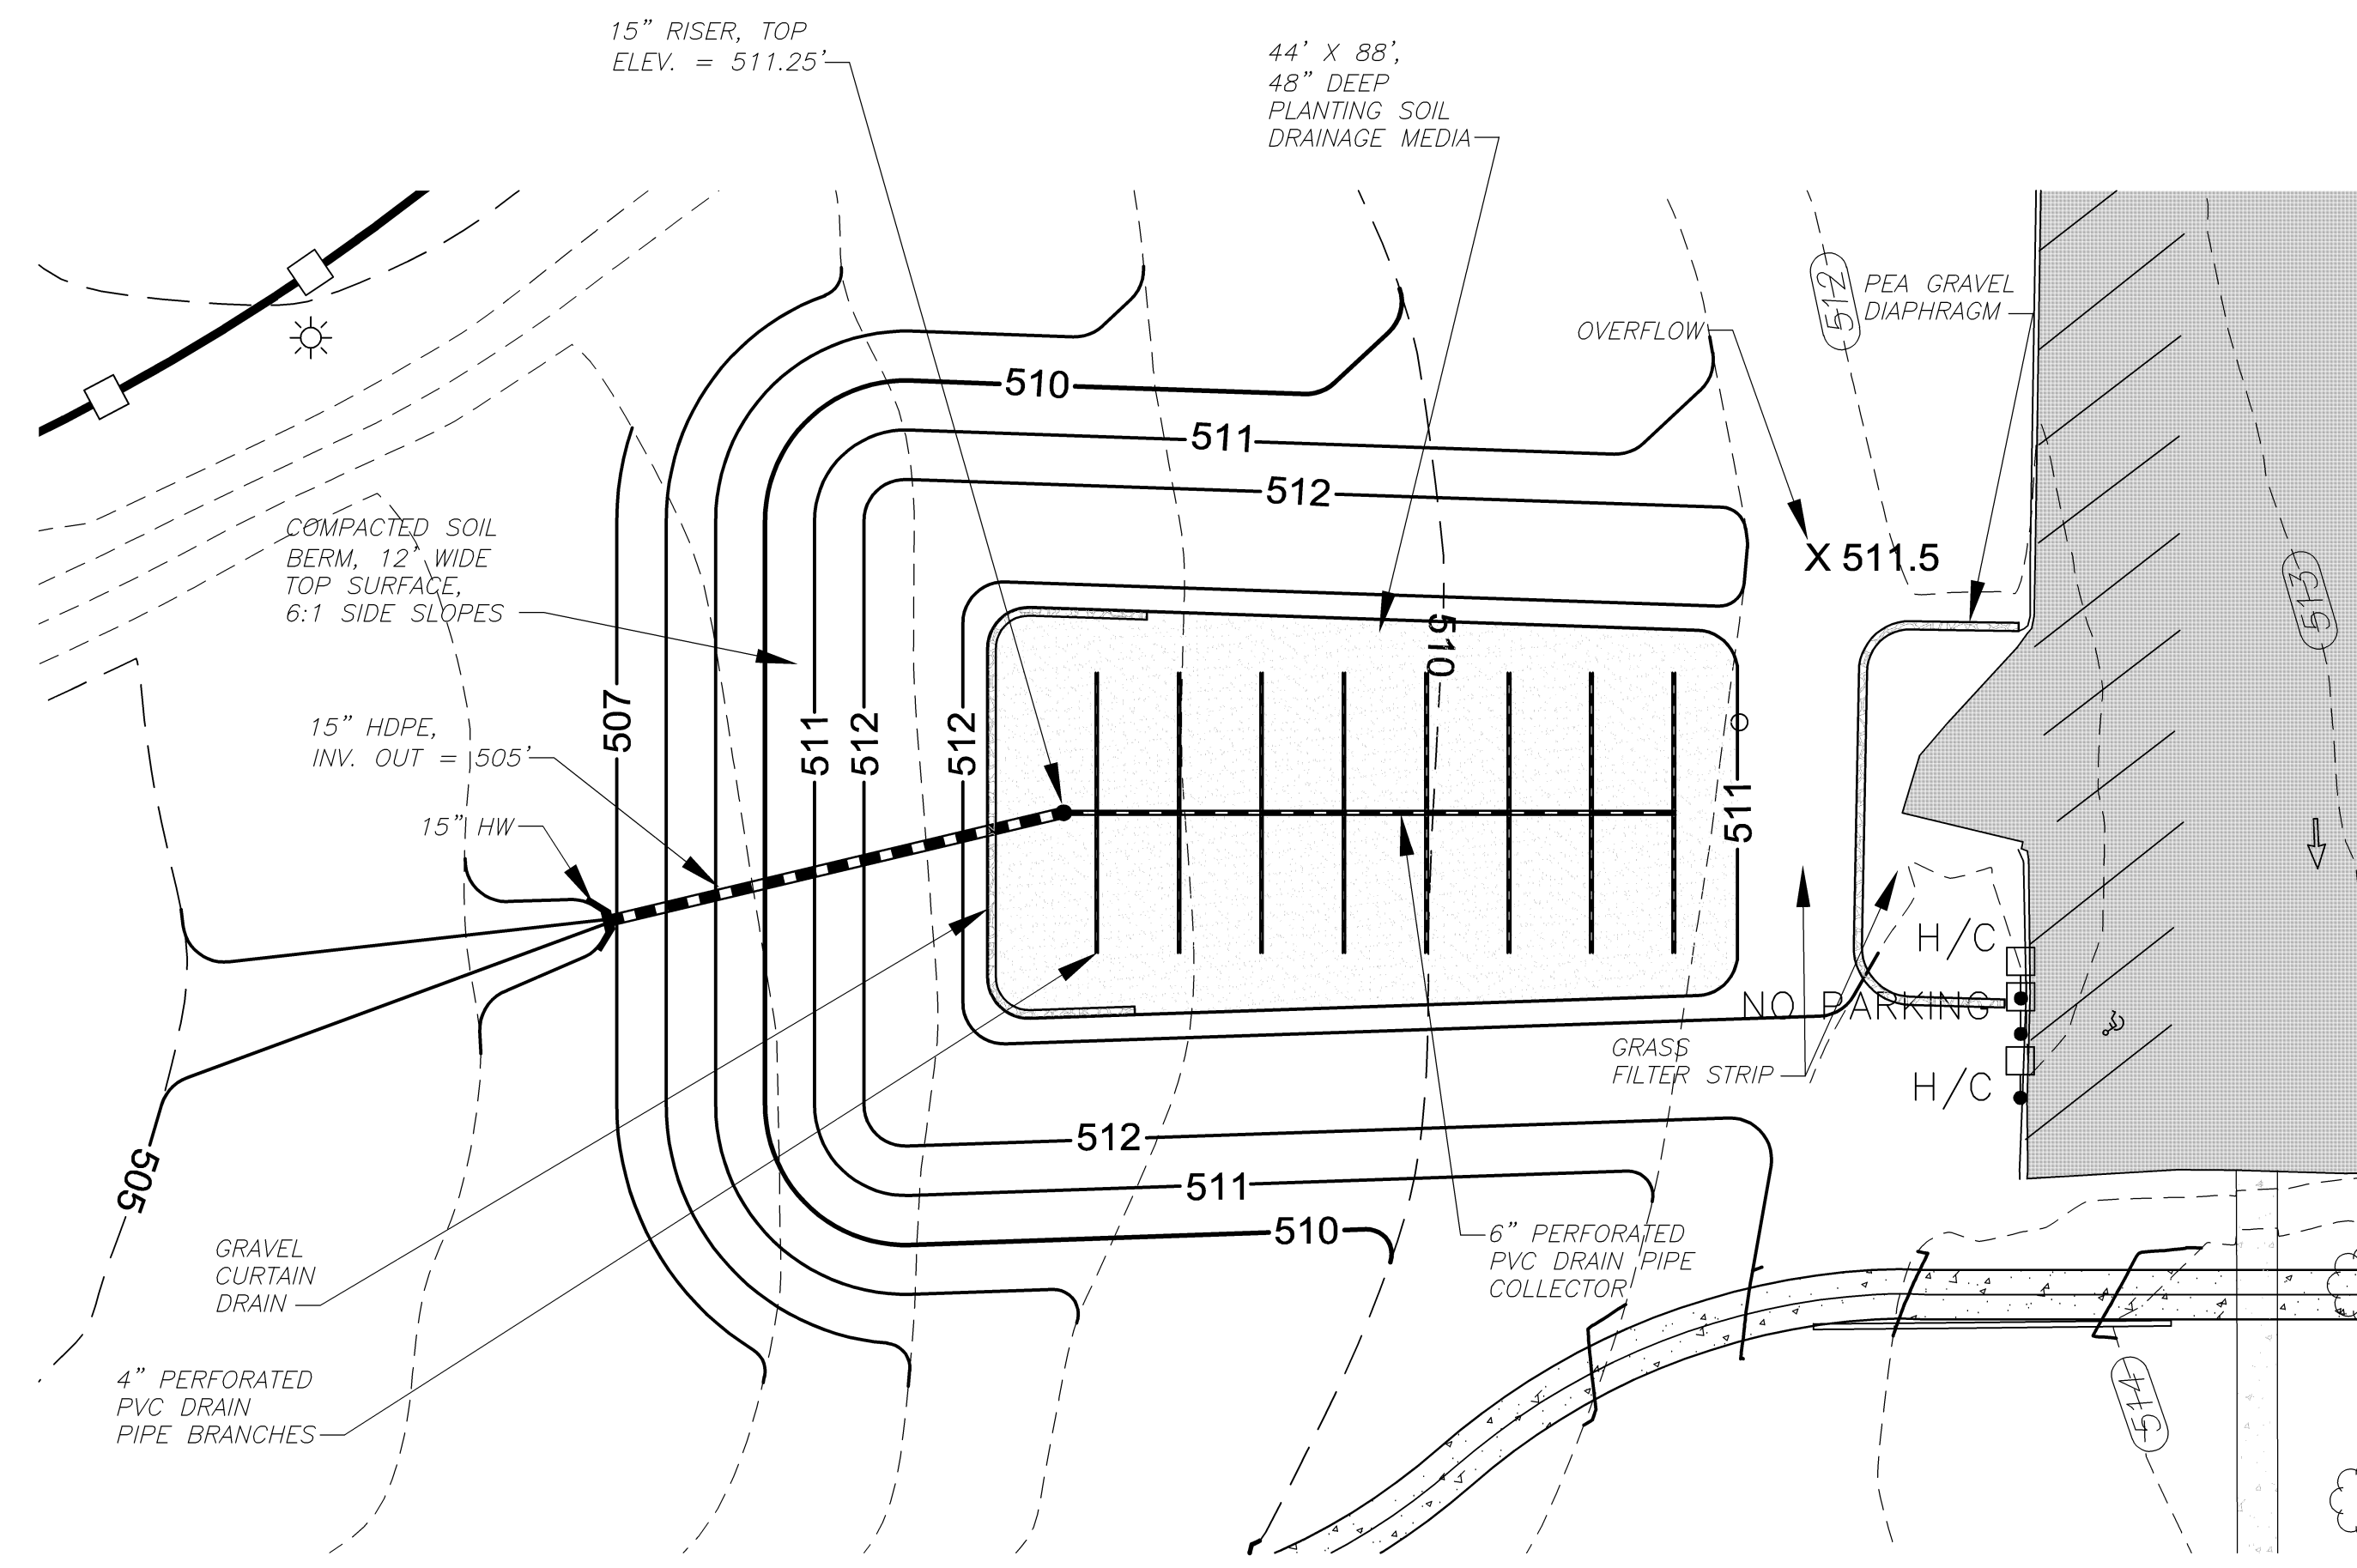 15" RISER, TOP
ELEV. = 511.25'
44' X 88',
48" DEEP
PLANTING SOIL
DRAINAGE MEDIA
512
PEA GRAVEL
DIAPHRAGM
OVERFLOW
510
511
512
X 511.5
513
COMPACTED SOIL
BERM, 12' WIDE
TOP SURFACE,
6:1 SIDE SLOPES
510
507
511
512
512
511
15" HDPE,
INV. OUT = 505'
15" HW
H/C
NO PARKING
H/C
GRASS
FILTER STRIP
512
511
510
505
6" PERFORATED
PVC DRAIN PIPE
COLLECTOR
GRAVEL
CURTAIN
DRAIN
4" PERFORATED
PVC DRAIN
PIPE BRANCHES
514